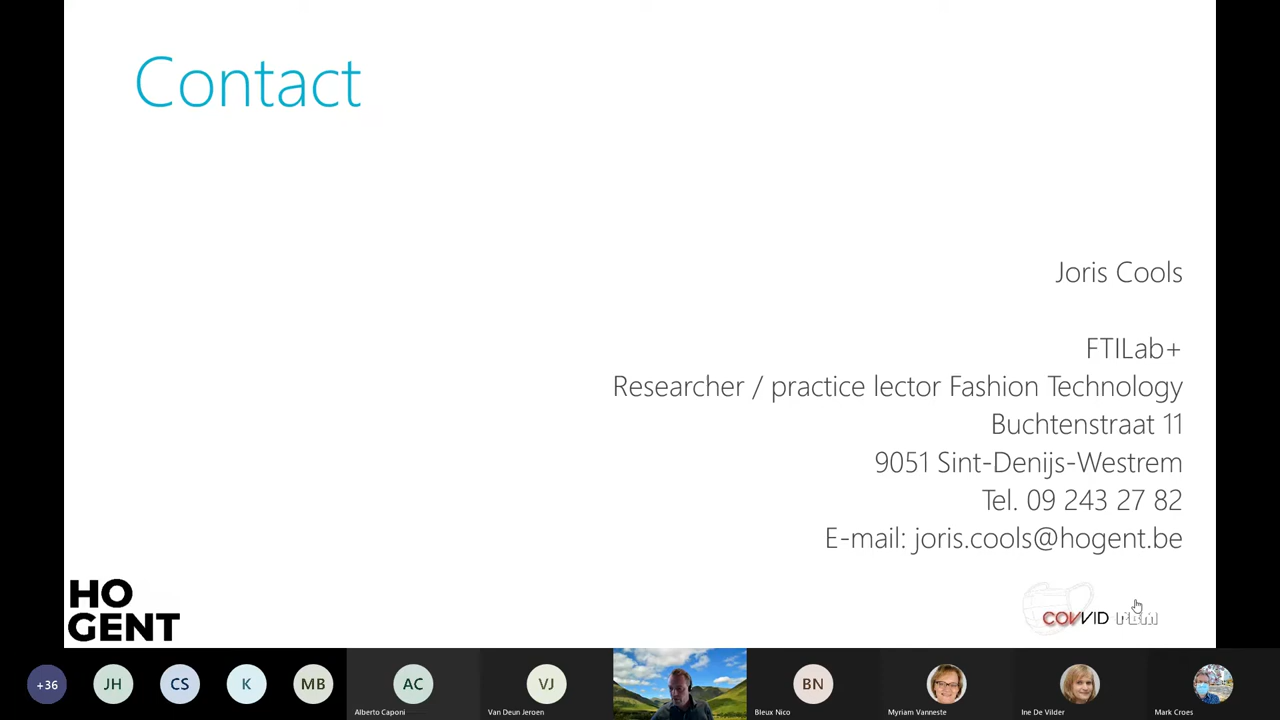 Contact
Joris Cools
FTILab+
Researcher / practice lector Fashion Technology
Buchtenstraat 11
9051 Sint-Denijs-Westrem
Tel. 09 243 27 82
E-mail: joris.cools@hogent.be
HO
GENT
COVVID PBM
+36
JH
CS
K
MB
AC
VJ
BN
Alberto Caponi
Van Deun Jeroen
Bleux Nico
Myriam Vanneste
Ine De Vilder
Mark Croes